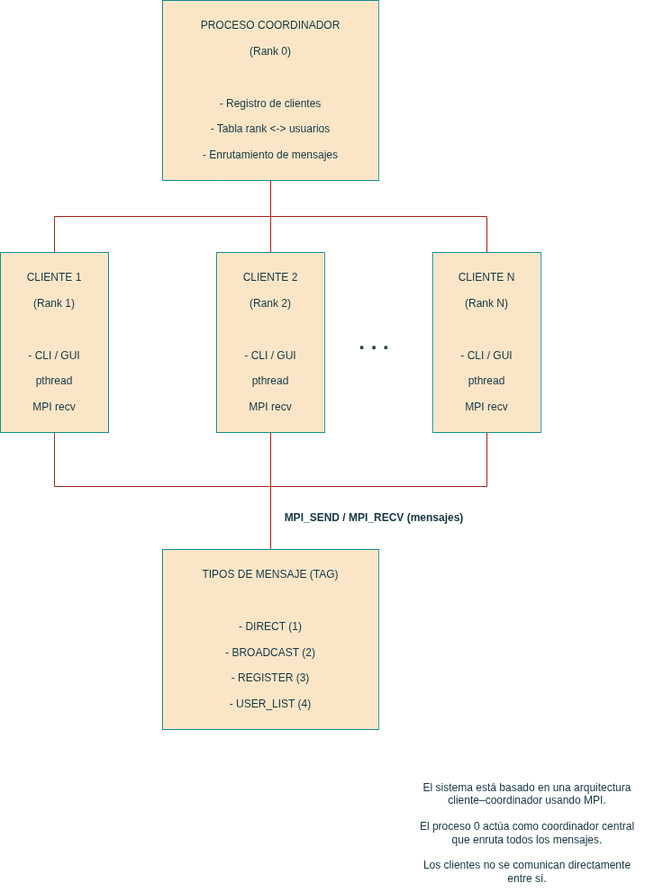 PROCESO COORDINADOR
(Rank 0)
- Registro de clientes
- Tabla rank <-> usuarios
- Enrutamiento de mensajes
CLIENTE 1
(Rank 1)
- CLI / GUI
pthread
MPI recv
CLIENTE 2
(Rank 2)
- CLI / GUI
pthread
MPI recv
. . .
CLIENTE N
(Rank N)
- CLI / GUI
pthread
MPI recv
MPI_SEND / MPI_RECV (mensajes)
TIPOS DE MENSAJE (TAG)
- DIRECT (1)
- BROADCAST (2)
- REGISTER (3)
- USER_LIST (4)
El sistema está basado en una arquitectura
cliente–coordinador usando MPI.
El proceso 0 actúa como coordinador central
que enruta todos los mensajes.
Los clientes no se comunican directamente
entre sí.